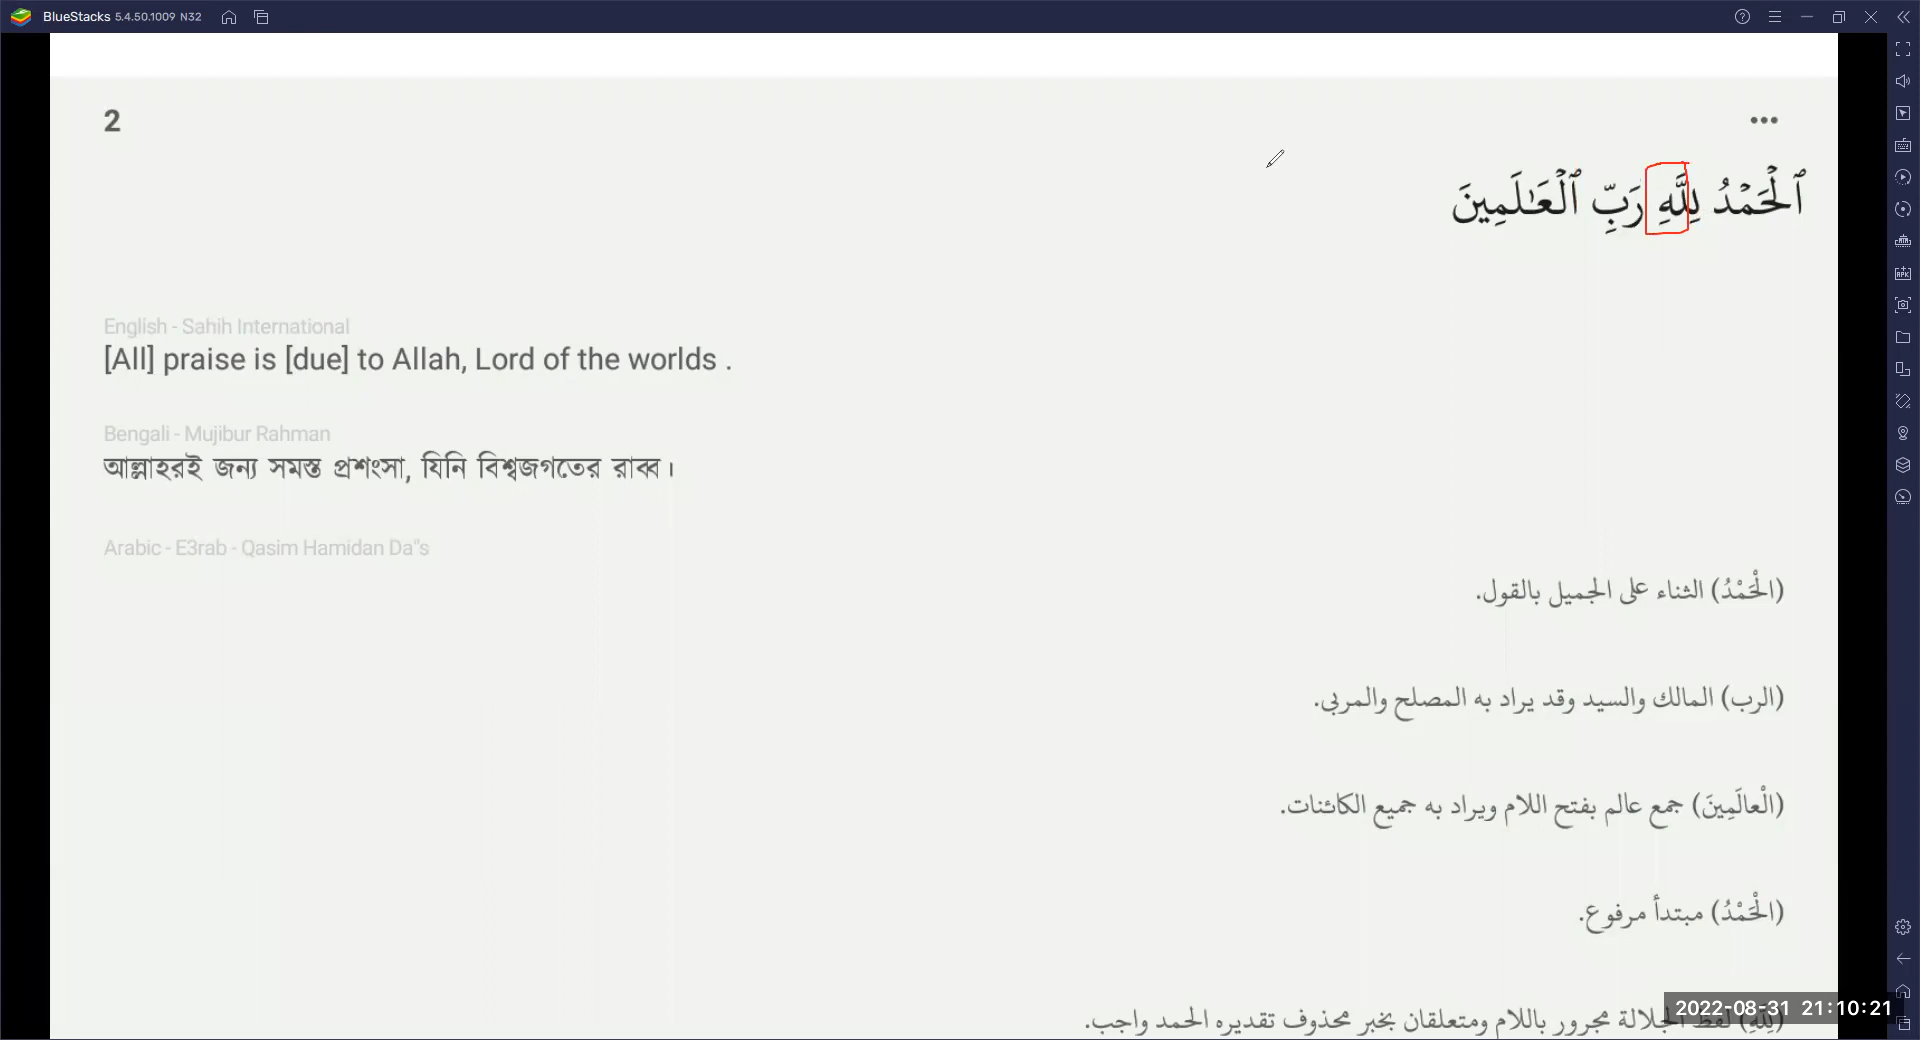 BlueStacks 5.4.50.1009 N32
2
ٱلْحَمْدُ لِلَّهِ رَبِّ ٱلْعَـٰلَمِينَ
English - Sahih International
[All] praise is [due] to Allah, Lord of the worlds .
Bengali - Mujibur Rahman
আল্লাহরই জন্য সমস্ত প্রশংসা, যিনি বিশ্বজগতের রাব্ব।
Arabic - E3rab - Qasim Hamidan Da"s
(الْحَمْدُ) الثناء على الجميل بالقول.
(الرب) المالك والسيد وقد يراد به المصلح والمربي.
(الْعالَمِينَ) جمع عالم بفتح اللام ويراد به جميع الكائنات.
(الْحَمْدُ) مبتدأ مرفوع.
(لِلَّهِ) لفظ الجلالة مجرور باللام ومتعلقان بخبر محذوف تقديره الحمد واجب.
2022-08-31 21:10:21